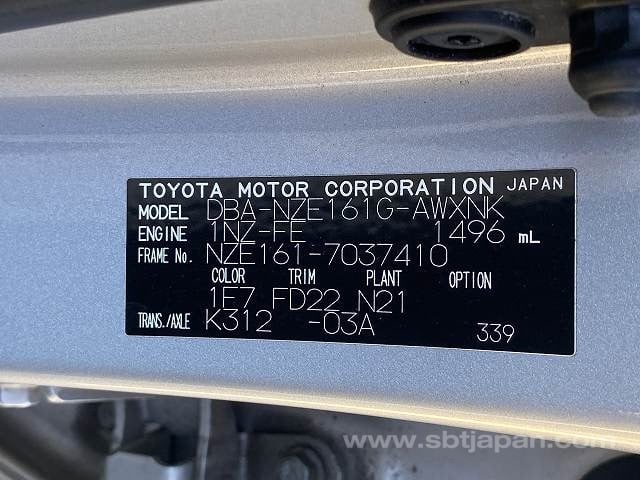 TOYOTA MOTOR CORPORATION JAPAN
MODEL DBA-NZE161G-AWXNK
ENGINE 1NZ-FE 1496 mL
FRAME No. NZE161-7037410
COLOR TRIM PLANT OPTION
1E7 FD22 N21
TRANS./AXLE K312 -03A 339
www.sbtjapan.com